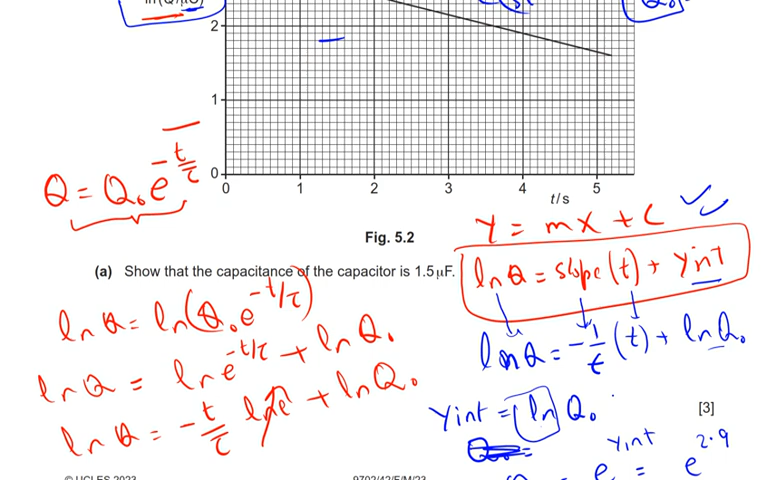 2
1
0
0 1 2 3 4 5
t/s
Q = Q₀e^(-t/τ)
Fig. 5.2
y = mx + c
(a) Show that the capacitance of the capacitor is 1.5 μF.
ln Q = slope(t) + yint
ln Q = ln(Q₀e^(-t/τ))
ln Q = -1/τ (t) + ln Q₀
ln Q = ln e^(-t/τ) + ln Q₀
ln Q = -t/τ ln e + ln Q₀
yint = ln Q₀
[3]
= e^(yint) = e^(2.9)
© UCLES 2023
9702/42/F/M/23